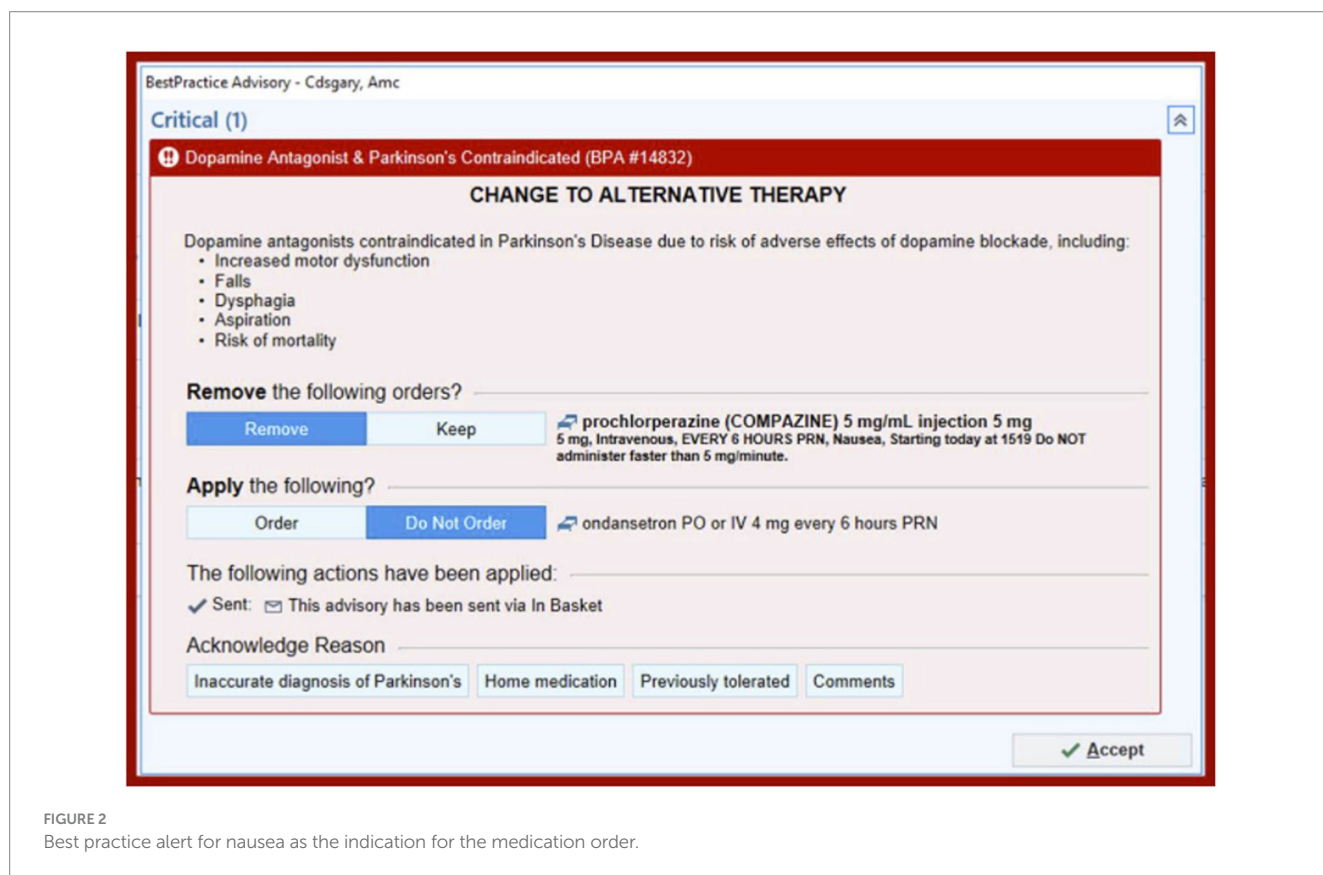 BestPractice Advisory - Cdsgary, Amc
Critical (1)
Dopamine Antagonist & Parkinson's Contraindicated (BPA #14832)
CHANGE TO ALTERNATIVE THERAPY
Dopamine antagonists contraindicated in Parkinson's Disease due to risk of adverse effects of dopamine blockade, including:
• Increased motor dysfunction
• Falls
• Dysphagia
• Aspiration
• Risk of mortality
Remove the following orders?
Remove Keep prochlorperazine (COMPAZINE) 5 mg/mL injection 5 mg
5 mg, Intravenous, EVERY 6 HOURS PRN, Nausea, Starting today at 1519 Do NOT
administer faster than 5 mg/minute.
Apply the following?
Order Do Not Order ondansetron PO or IV 4 mg every 6 hours PRN
The following actions have been applied:
Sent: This advisory has been sent via In Basket
Acknowledge Reason
Inaccurate diagnosis of Parkinson's Home medication Previously tolerated Comments
Accept
FIGURE 2
Best practice alert for nausea as the indication for the medication order.